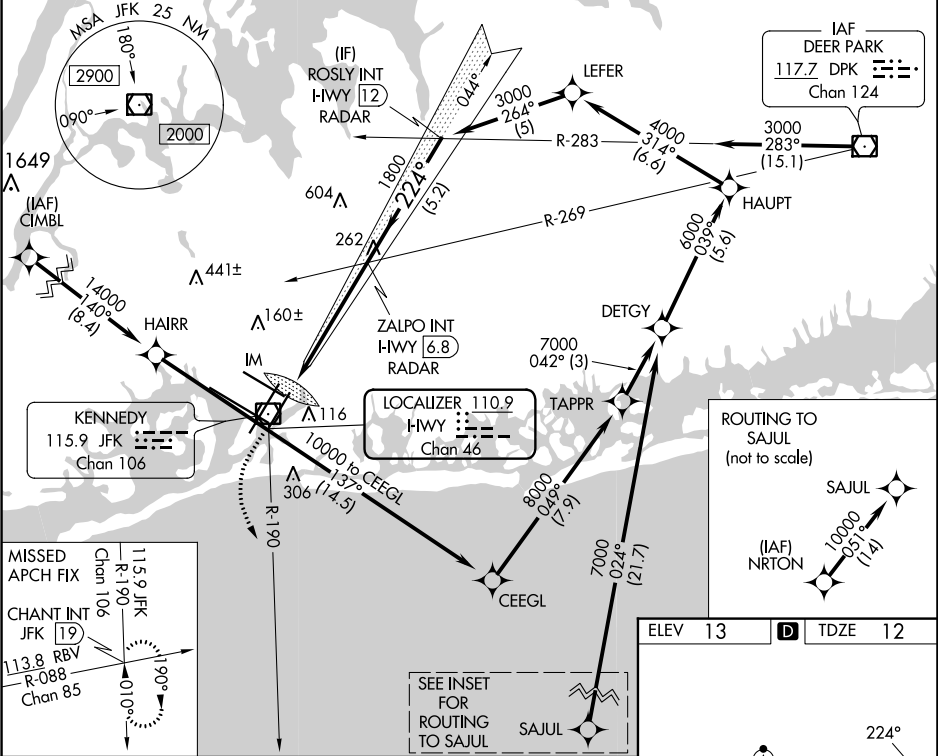 MSA JFK 25 NM
180°
2900
090°
2000
1649
(IAF)
CIMBL
14000
140°
(8.4)
HAIRR
441±
604
262
160±
IM
116
306
(IF)
ROSLY INT
I-IWY 12
RADAR
044°
1800
224°
(5.2)
3000
264°
(5)
LEFER
4000
314°
(6.6)
R-283
3000
283°
(15.1)
IAF
DEER PARK
117.7 DPK
Chan 124
HAUPT
R-269
6000
039°
(5.6)
DETGY
ZALPO INT
I-IWY 6.8
RADAR
7000
042° (3)
TAPPR
KENNEDY
115.9 JFK
Chan 106
LOCALIZER 110.9
I-IWY
Chan 46
10000 to CEEGL
137°
(14.5)
R-190
8000
049°
(7.9)
CEEGL
7000
024°
(21.7)
ROUTING TO
SAJUL
(not to scale)
SAJUL
10000
051°
(14)
(IAF)
NRTON
MISSED
APCH FIX
115.9 JFK
R-190
Chan 106
CHANT INT
JFK 19
113.8 RBV
R-088
Chan 85
190°
010°
SEE INSET
FOR
ROUTING
TO SAJUL
SAJUL
ELEV 13 D TDZE 12
224°